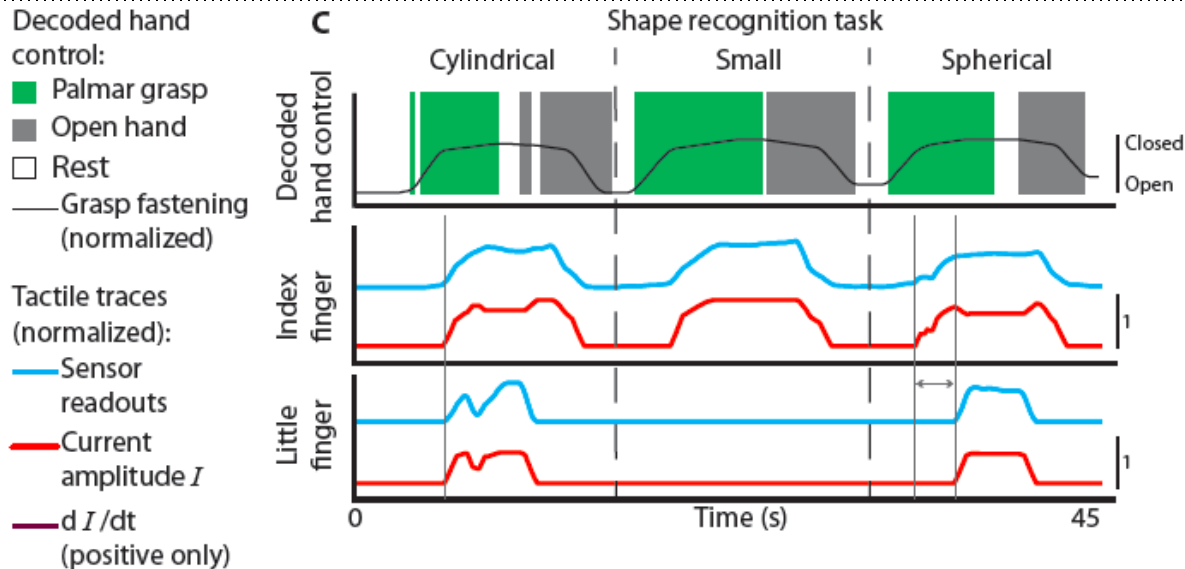 Decoded hand
control:
Palmar grasp
Open hand
Rest
Grasp fastening
(normalized)
Tactile traces
(normalized):
Sensor
readouts
Current
amplitude I
d I/dt
(positive only)
C
Shape recognition task
Cylindrical
Small
Spherical
Decoded
hand control
Closed
Open
Index
finger
1
Little
finger
1
0
Time (s)
45